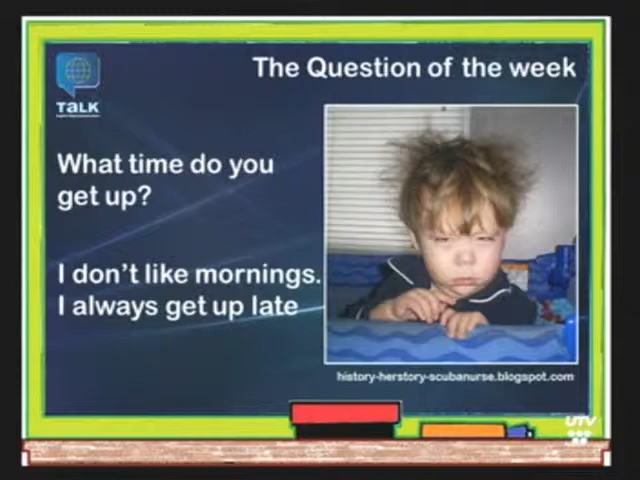 The Question of the week
TALK
What time do you
get up?
I don't like mornings.
I always get up late
history-herstory-scubanurse.blogspot.com
UTV